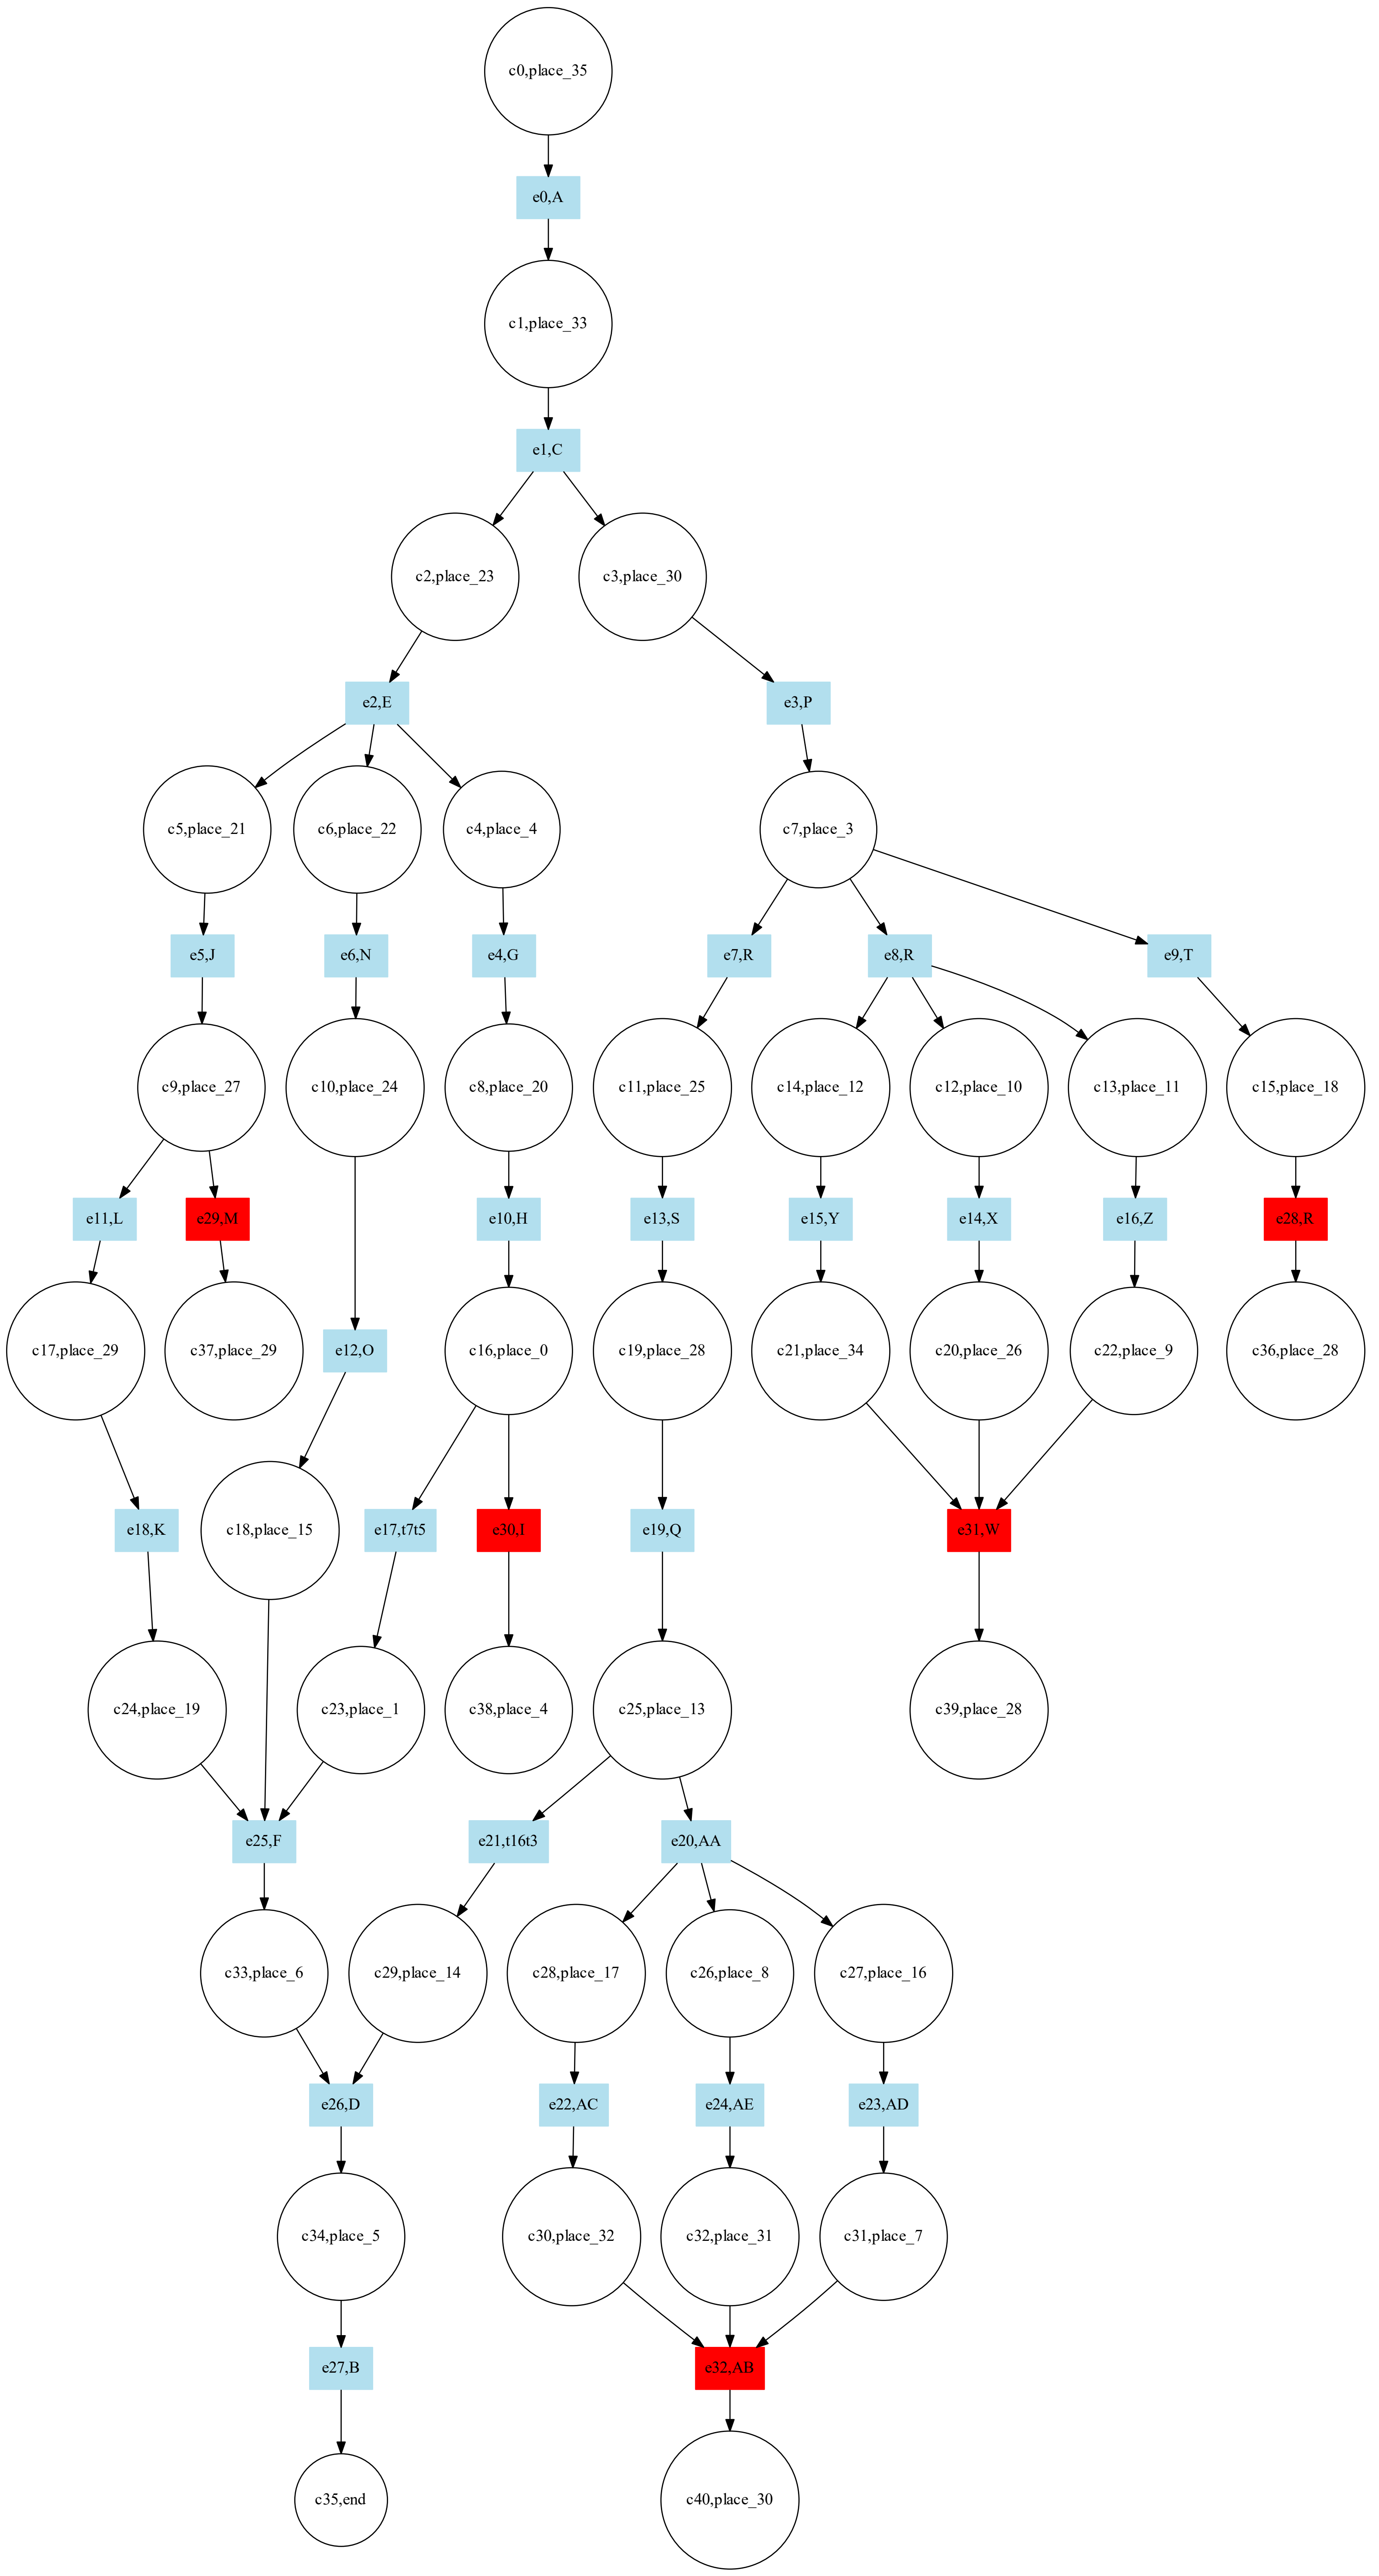 c0,place_35
e0,A
c1,place_33
e1,C
c2,place_23
c3,place_30
e2,E
e3,P
c5,place_21
c6,place_22
c4,place_4
c7,place_3
e5,J
e6,N
e4,G
e7,R
e8,R
e9,T
c9,place_27
c10,place_24
c8,place_20
c11,place_25
c14,place_12
c12,place_10
c13,place_11
c15,place_18
e11,L
e29,M
e10,H
e13,S
e15,Y
e14,X
e16,Z
e28,R
c17,place_29
c37,place_29
e12,O
c16,place_0
c19,place_28
c21,place_34
c20,place_26
c22,place_9
c36,place_28
e18,K
c18,place_15
e17,t7t5
e30,I
e19,Q
e31,W
c24,place_19
c23,place_1
c38,place_4
c25,place_13
c39,place_28
e25,F
e21,t16t3
e20,AA
c33,place_6
c29,place_14
c28,place_17
c26,place_8
c27,place_16
e26,D
e22,AC
e24,AE
e23,AD
c34,place_5
c30,place_32
c32,place_31
c31,place_7
e27,B
e32,AB
c35,end
c40,place_30